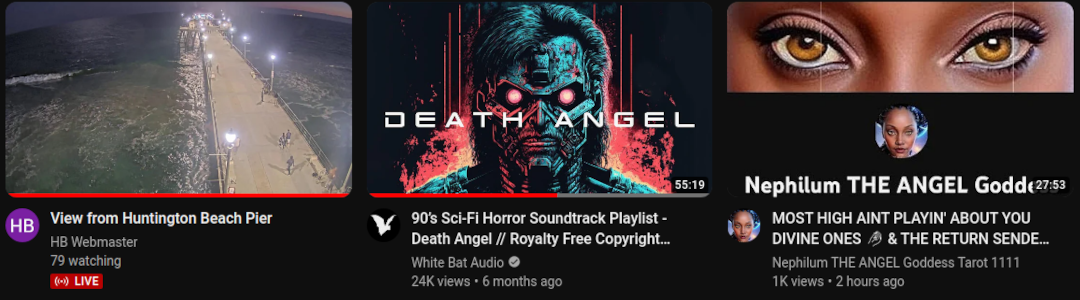 HB
View from Huntington Beach Pier
HB Webmaster
79 watching
LIVE
DEATH ANGEL
55:19
90's Sci-Fi Horror Soundtrack Playlist -
Death Angel // Royalty Free Copyright...
White Bat Audio
24K views • 6 months ago
Nephilum THE ANGEL Godde
27:53
MOST HIGH AINT PLAYIN' ABOUT YOU
DIVINE ONES & THE RETURN SENDE...
Nephilum THE ANGEL Goddess Tarot 1111
1K views • 2 hours ago